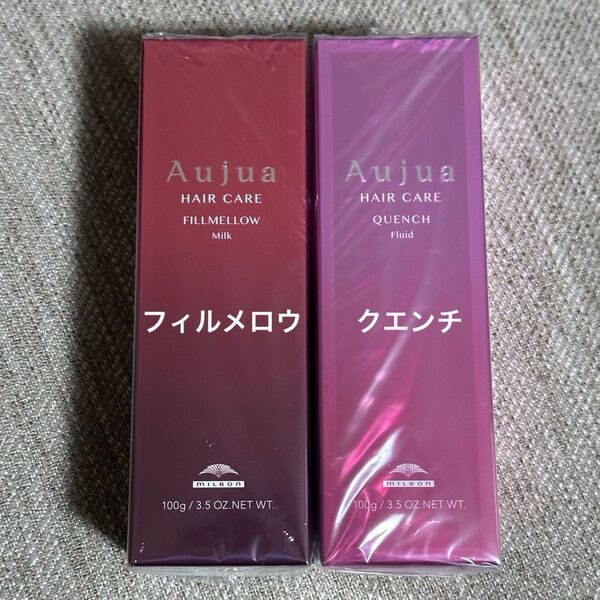 Aujua
HAIR CARE
FILLMELLOW
Milk
フィルメロウ
MILBON
100g / 3.5 OZ.NET WT.
Aujua
HAIR CARE
QUENCH
Fluid
クエンチ
MILBON
100g / 3.5 OZ.NET WT.